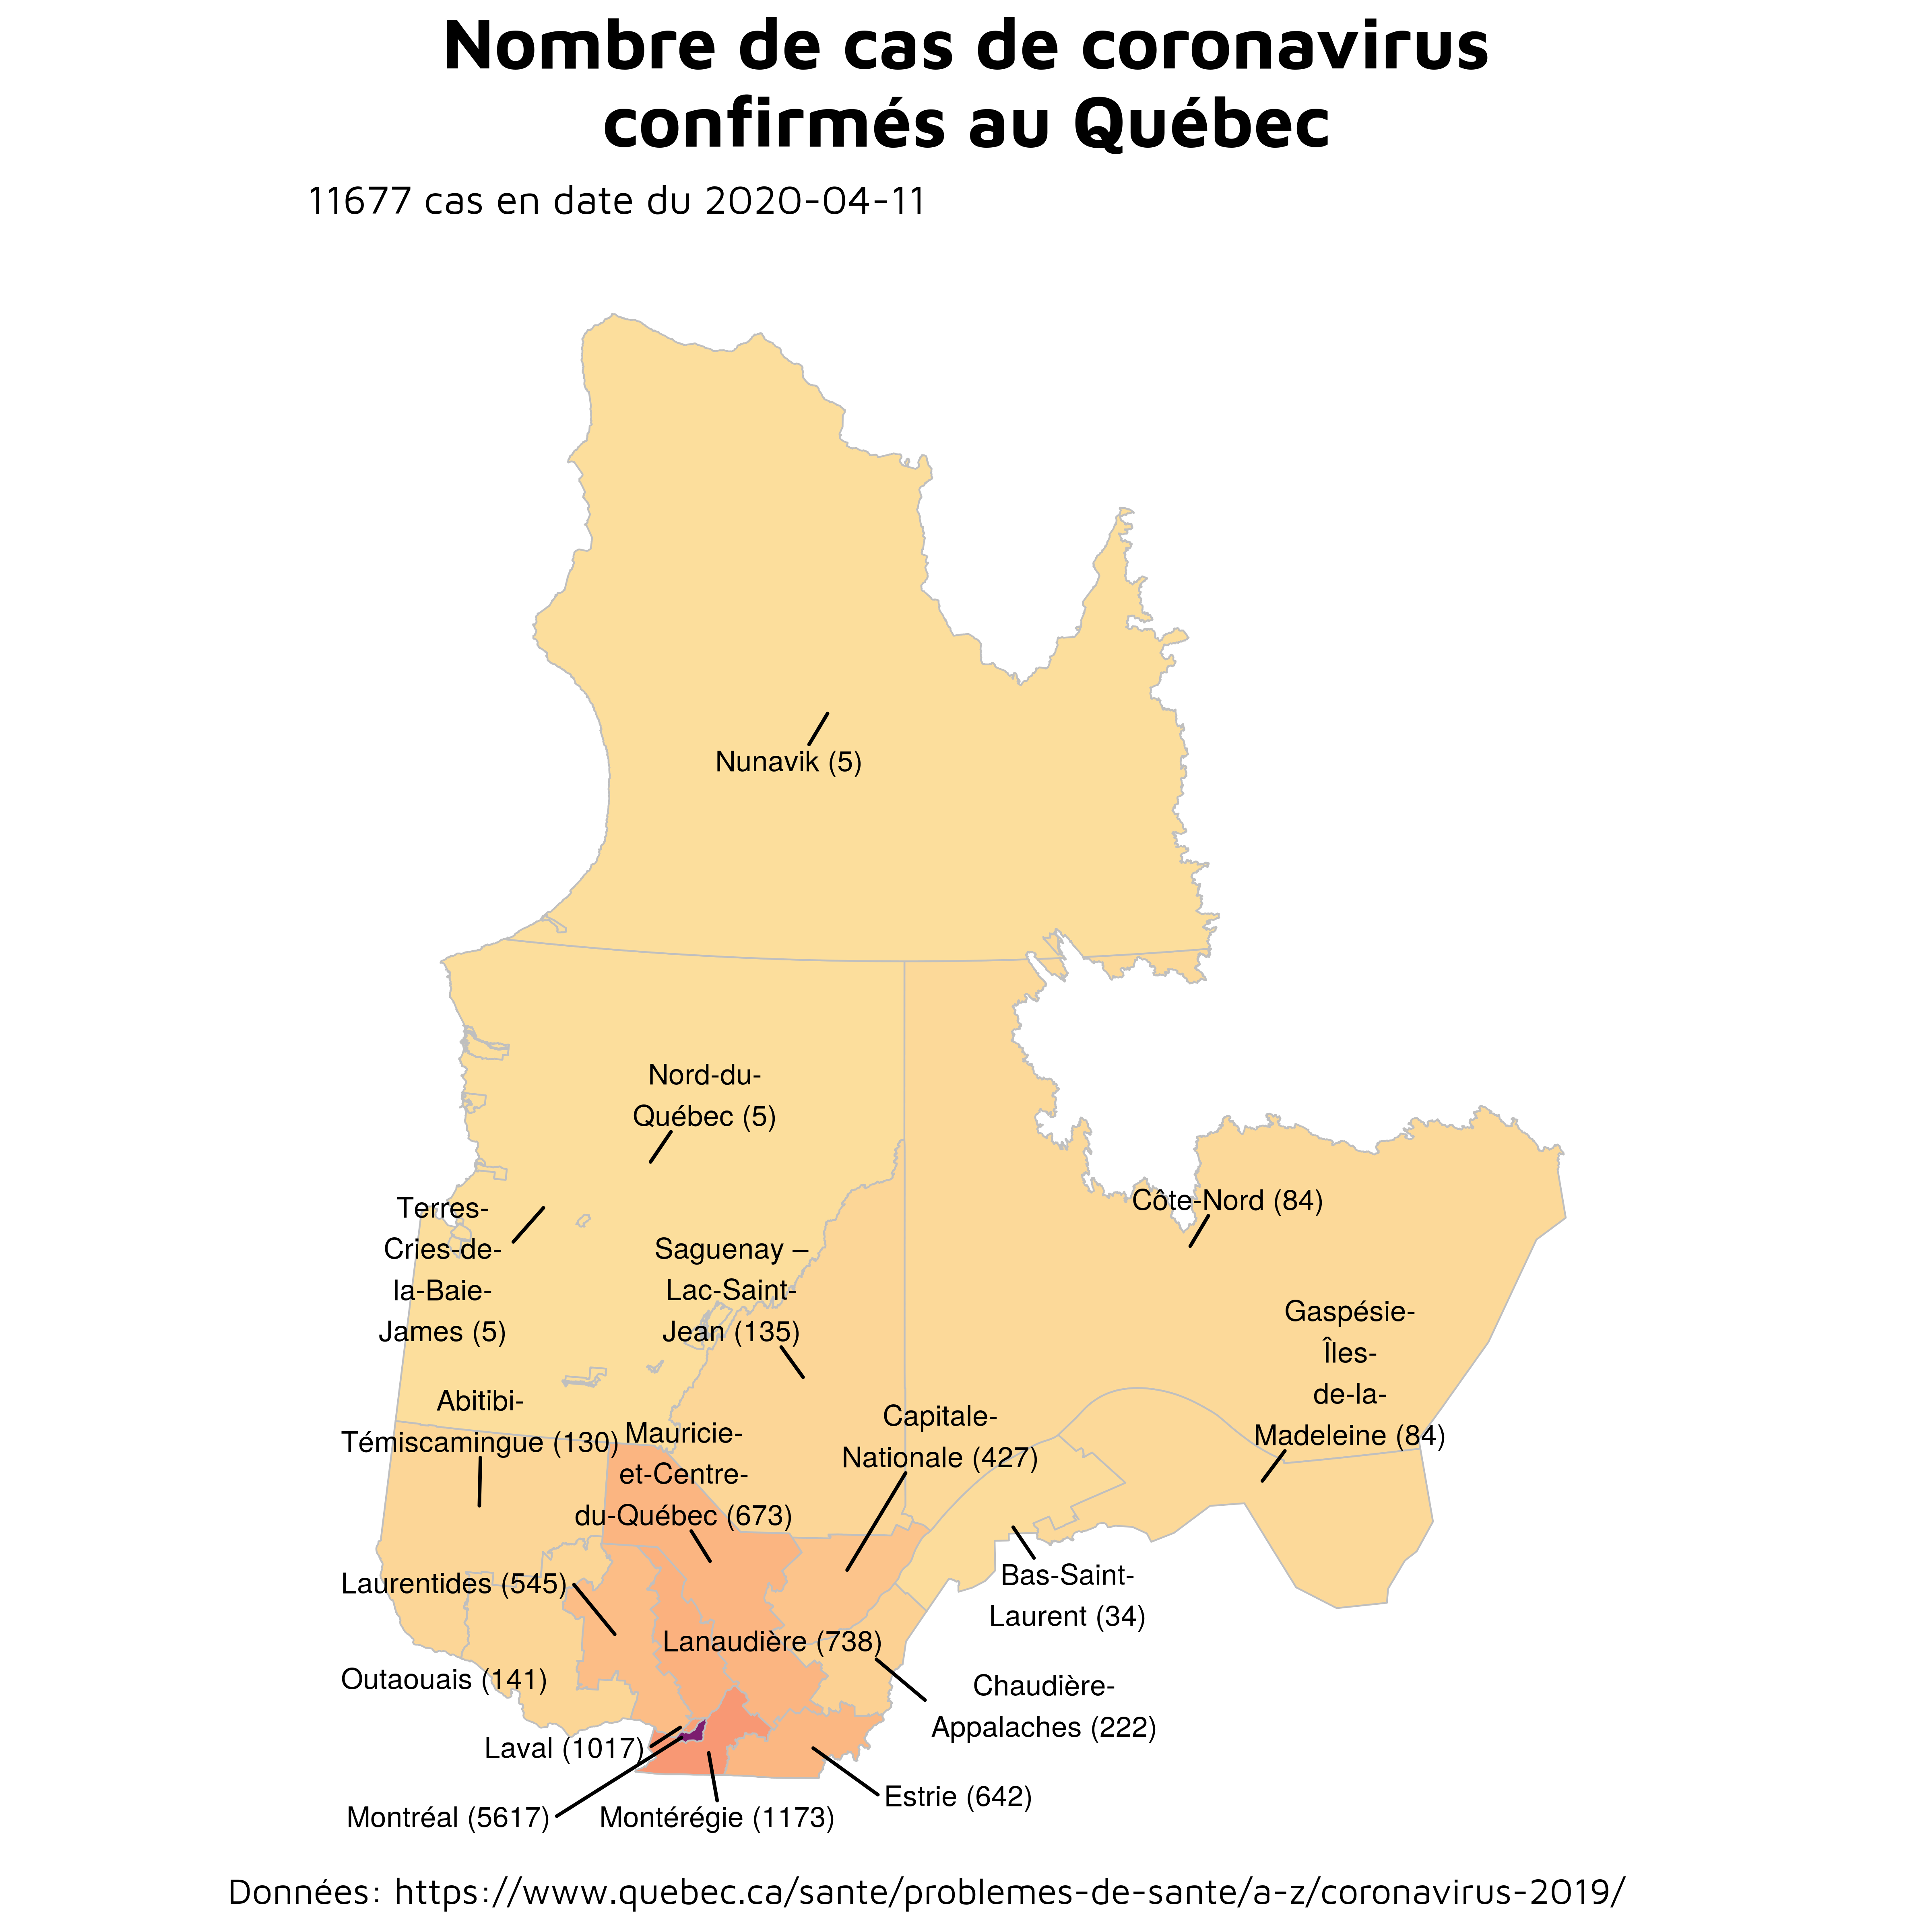 Nombre de cas de coronavirus
confirmés au Québec
11677 cas en date du 2020-04-11
Nunavik (5)
Nord-du-
Québec (5)
Terres-
Cries-de-
la-Baie-
James (5)
Saguenay –
Lac-Saint-
Jean (135)
Côte-Nord (84)
Gaspésie-
Îles-
de-la-
Madeleine (84)
Abitibi-
Témiscamingue (130)
Mauricie-
et-Centre-
du-Québec (673)
Capitale-
Nationale (427)
Laurentides (545)
Bas-Saint-
Laurent (34)
Lanaudière (738)
Outaouais (141)
Chaudière-
Appalaches (222)
Laval (1017)
Estrie (642)
Montréal (5617)
Montérégie (1173)
Données: https://www.quebec.ca/sante/problemes-de-sante/a-z/coronavirus-2019/